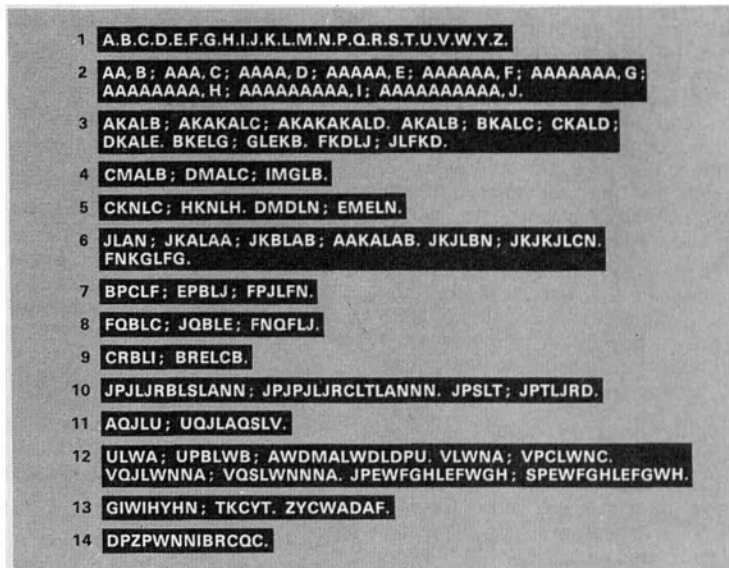 1 A.B.C.D.E.F.G.H.I.J.K.L.M.N.P.Q.R.S.T.U.V.W.Y.Z.
2 AA, B; AAA, C; AAAA, D; AAAAA, E; AAAAAA, F; AAAAAAA, G;
AAAAAAAA, H; AAAAAAAAA, I; AAAAAAAAAA, J.
3 AKALB; AKAKALC; AKAKAKALD. AKALB; BKALC; CKALD;
DKALE. BKELG; GLEKB. FKDLJ; JLFKD.
4 CMALB; DMALC; IMGLB.
5 CKNLC; HKNLH. DMDLN; EMELN.
6 JLAN; JKALAA; JKBLAB; AAKALAB. JKJLBN; JKJKJLCN.
FNKGLFG.
7 BPCLF; EPBLJ; FPJLFN.
8 FQBLC; JQBLE; FNQFLJ.
9 CRBLI; BRELCB.
10 JPJLJRBLSLANN; JPJPJLJRCLTLANNN. JPSLT; JPTLJRD.
11 AQJLU; UQJLAQSLV.
12 ULWA; UPBLWB; AWDMALWDLDPU. VLWNA; VPCLWNC.
VQJLWNNA; VQSLWNNNA. JPEWFGHLEFWGH; SPEWFGHLEFGWH.
13 GIWIHYHN; TKCYT. ZYCWADAF.
14 DPZPWNNIBRCQC.